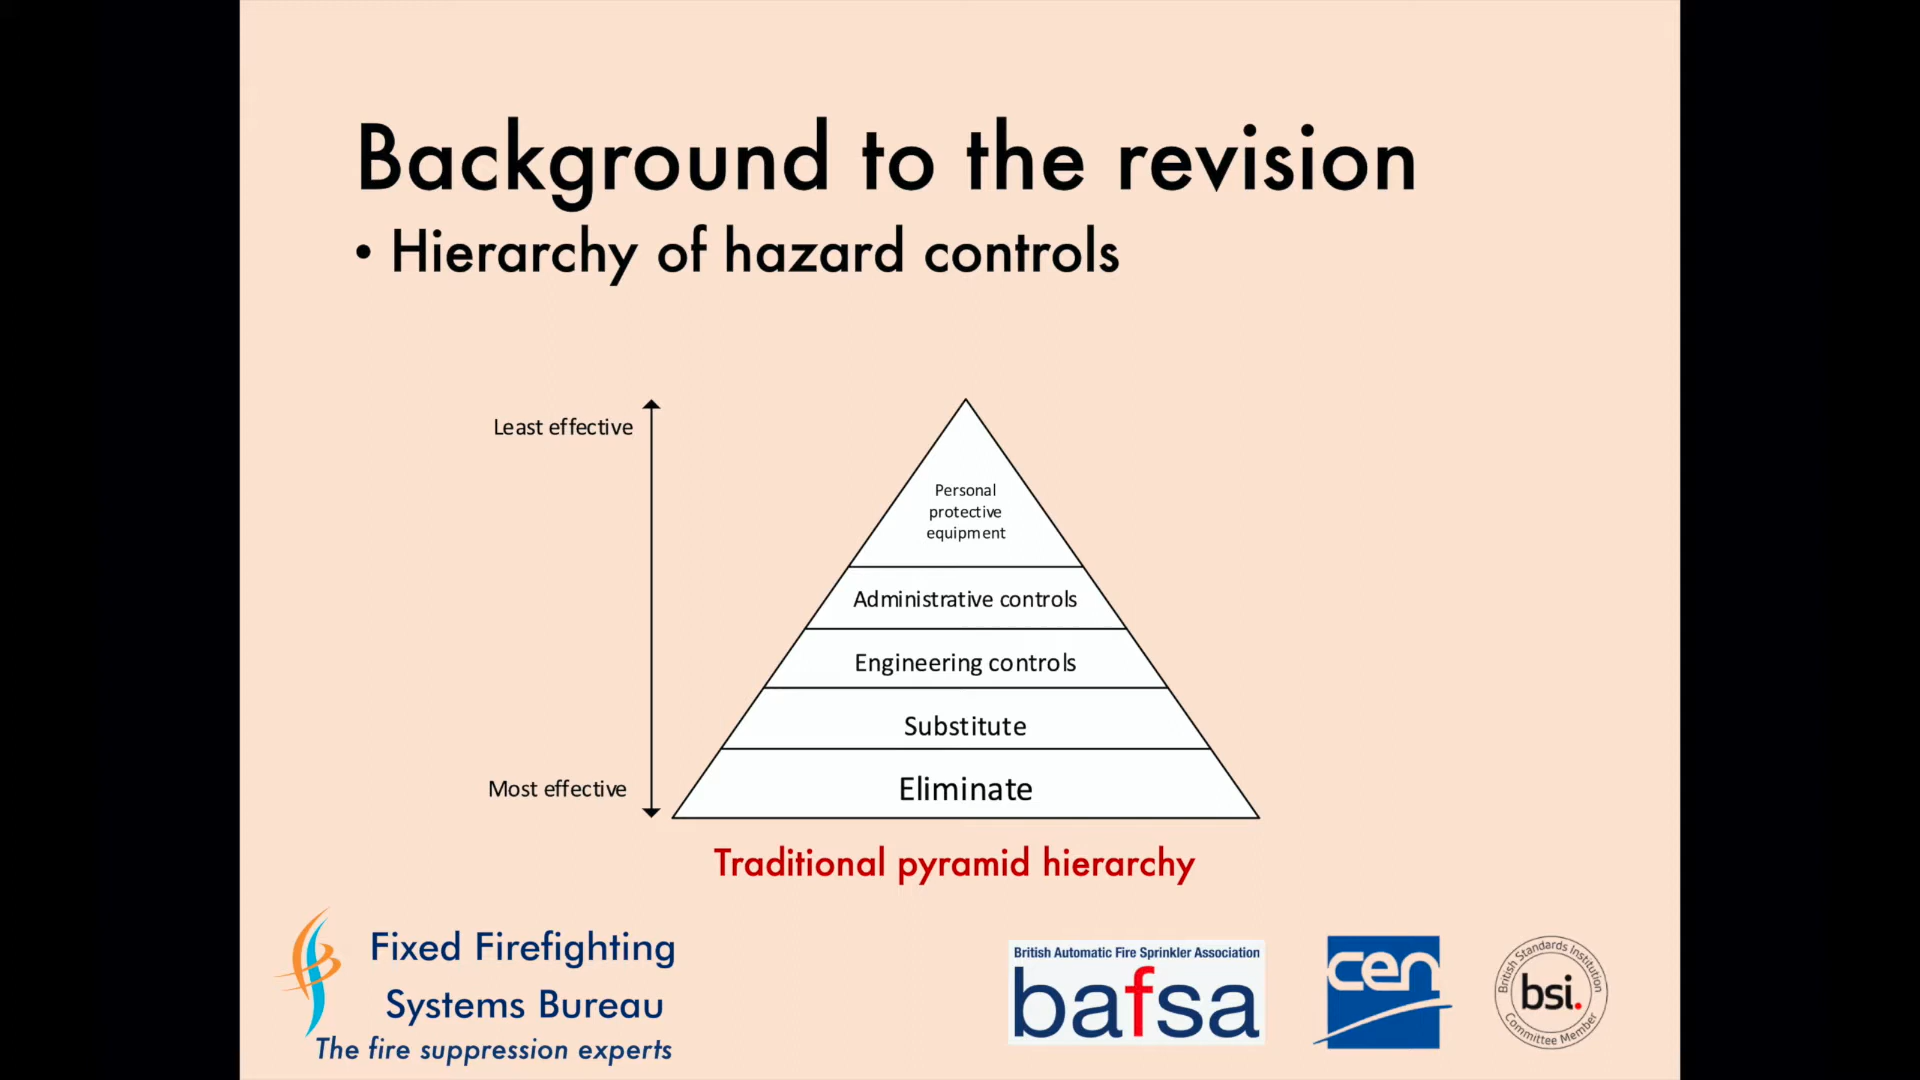 Background to the revision
• Hierarchy of hazard controls
Least effective
Personal
protective
equipment
Administrative controls
Engineering controls
Substitute
Most effective
Eliminate
Traditional pyramid hierarchy
Fixed Firefighting
Systems Bureau
The fire suppression experts
British Automatic Fire Sprinkler Association
bafsa
cen
British Standards Institution
bsi.
Committee Member